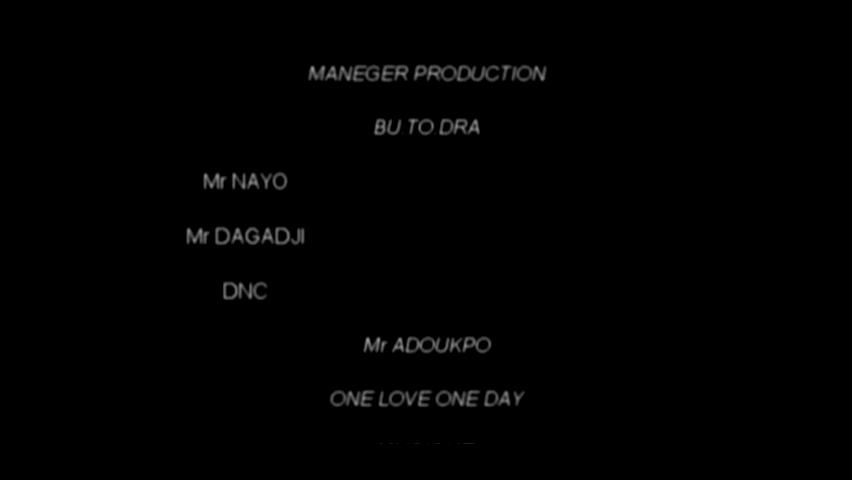 MANEGER PRODUCTION
BU.TO.DRA
Mr NAYO
Mr DAGADJI
DNC
Mr ADOUKPO
ONE LOVE ONE DAY